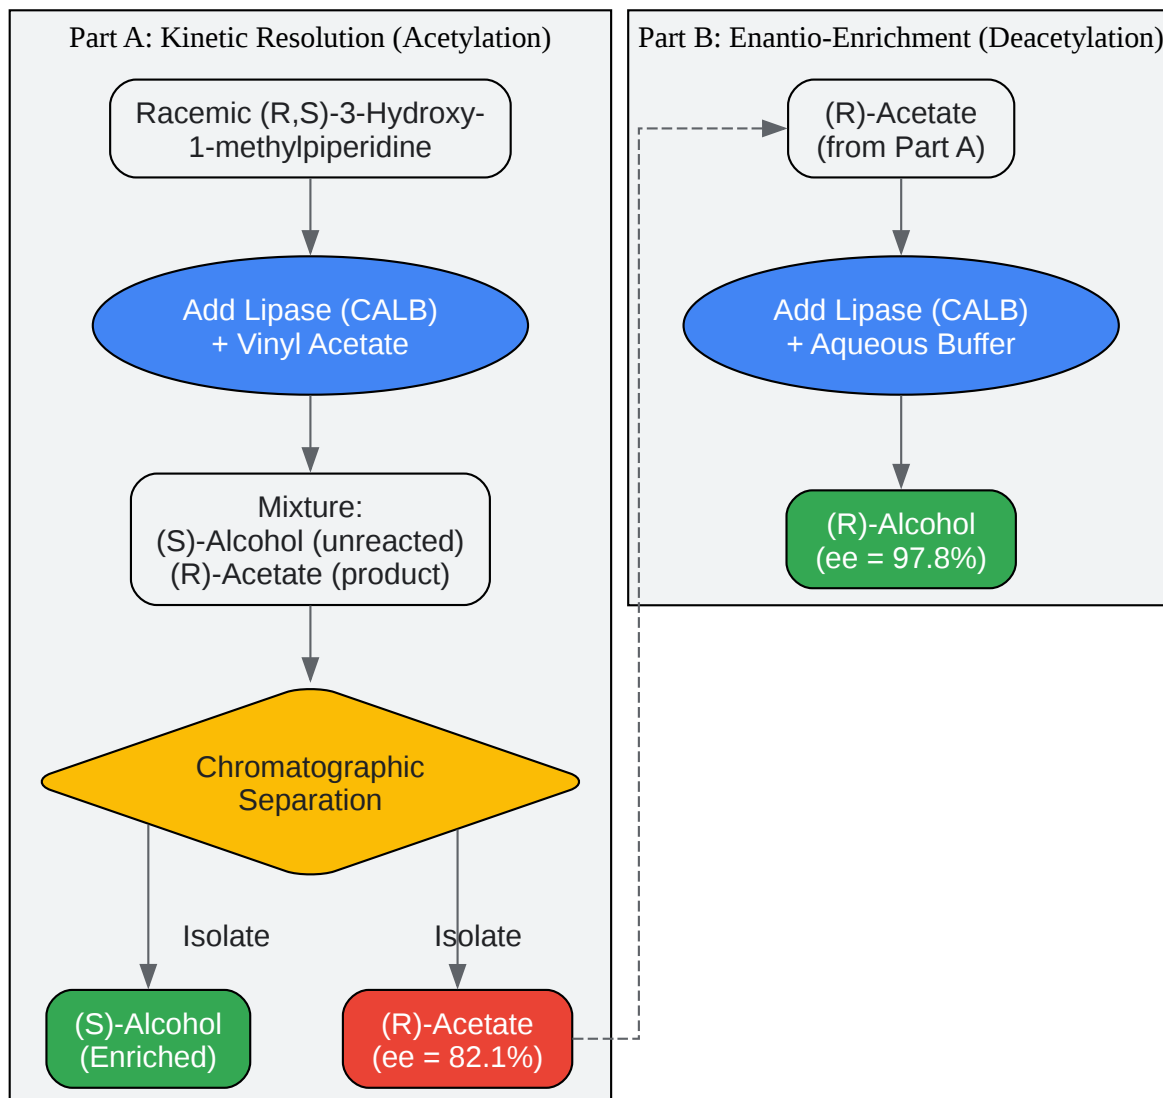 Part A: Kinetic Resolution (Acetylation)
Racemic (R,S)-3-Hydroxy-
1-methylpiperidine
Add Lipase (CALB)
+ Vinyl Acetate
Mixture:
(S)-Alcohol (unreacted)
(R)-Acetate (product)
Chromatographic
Separation
Isolate
Isolate
(S)-Alcohol
(Enriched)
(R)-Acetate
(ee = 82.1%)
Part B: Enantio-Enrichment (Deacetylation)
(R)-Acetate
(from Part A)
Add Lipase (CALB)
+ Aqueous Buffer
(R)-Alcohol
(ee = 97.8%)